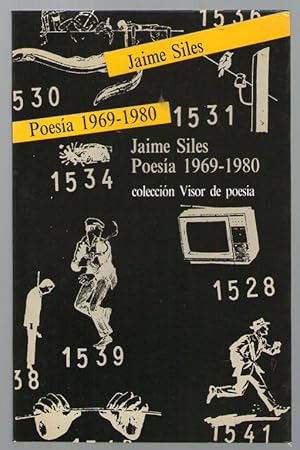 Jaime Siles
1536
530
1531
Poesía 1969-1980
Jaime Siles
Poesía 1969-1980
1534
colección Visor de poesía
1528
1539
38
1532
1541